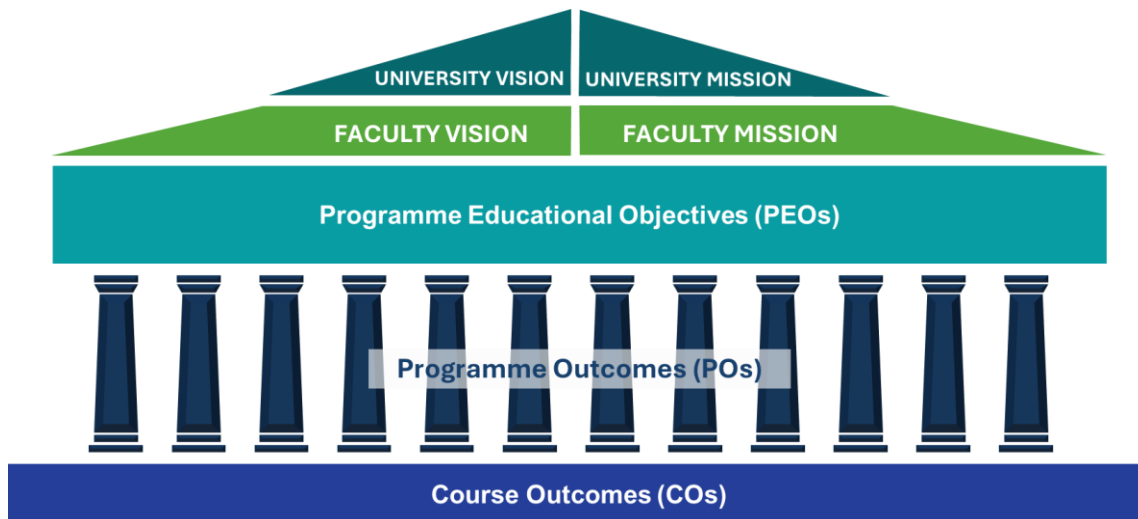 UNIVERSITY VISION
UNIVERSITY MISSION
FACULTY VISION
FACULTY MISSION
Programme Educational Objectives (PEOs)
Programme Outcomes (POs)
Course Outcomes (COs)